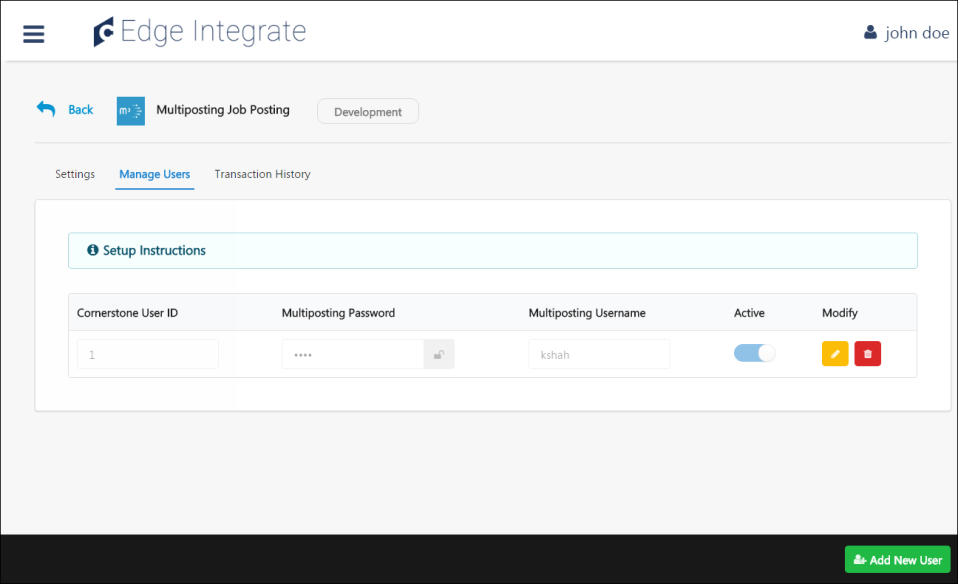 Edge Integrate
john doe
Back
m›
Multiposting Job Posting
Development
Settings Manage Users Transaction History
Setup Instructions
Cornerstone User ID Multiposting Password Multiposting Username Active Modify
1 •••• kshah
Add New User